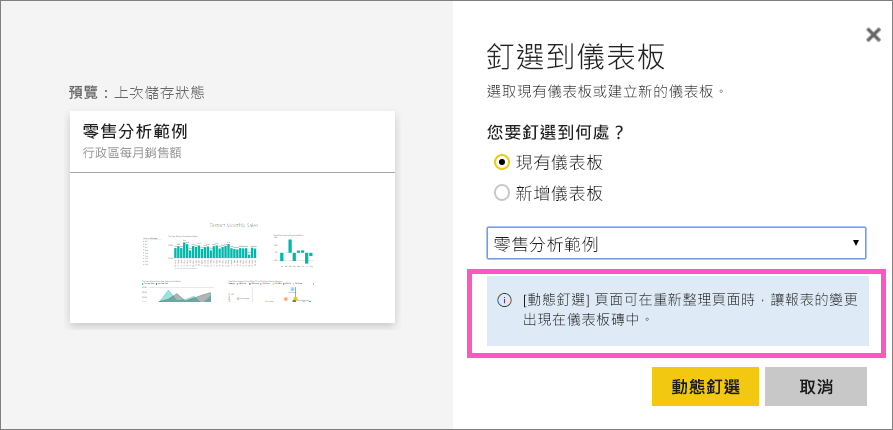 釘選到儀表板
選取現有儀表板或建立新的儀表板。
預覽：上次儲存狀態
零售分析範例
行政區每月銷售額
您要釘選到何處？
現有儀表板
新增儀表板
零售分析範例
[動態釘選] 頁面可在重新整理頁面時，讓報表的變更
出現在儀表板磚中。
動態釘選
取消